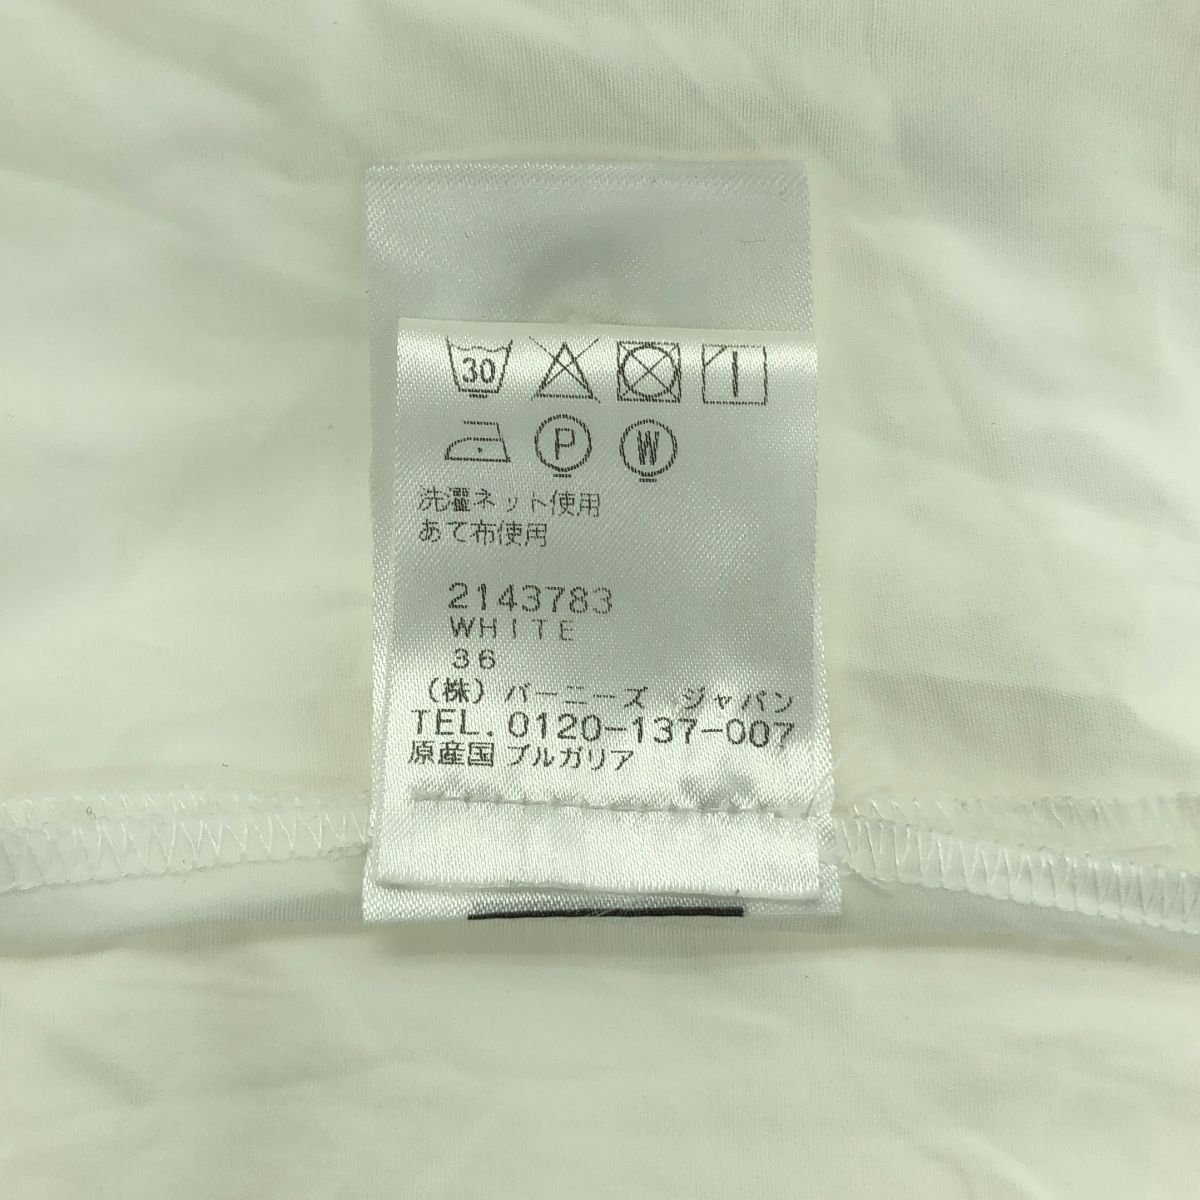 30
P W
洗濯ネット使用
あて布使用
2143783
WHITE
36
(株) バーニーズ ジャパン
TEL. 0120-137-007
原産国 ブルガリア